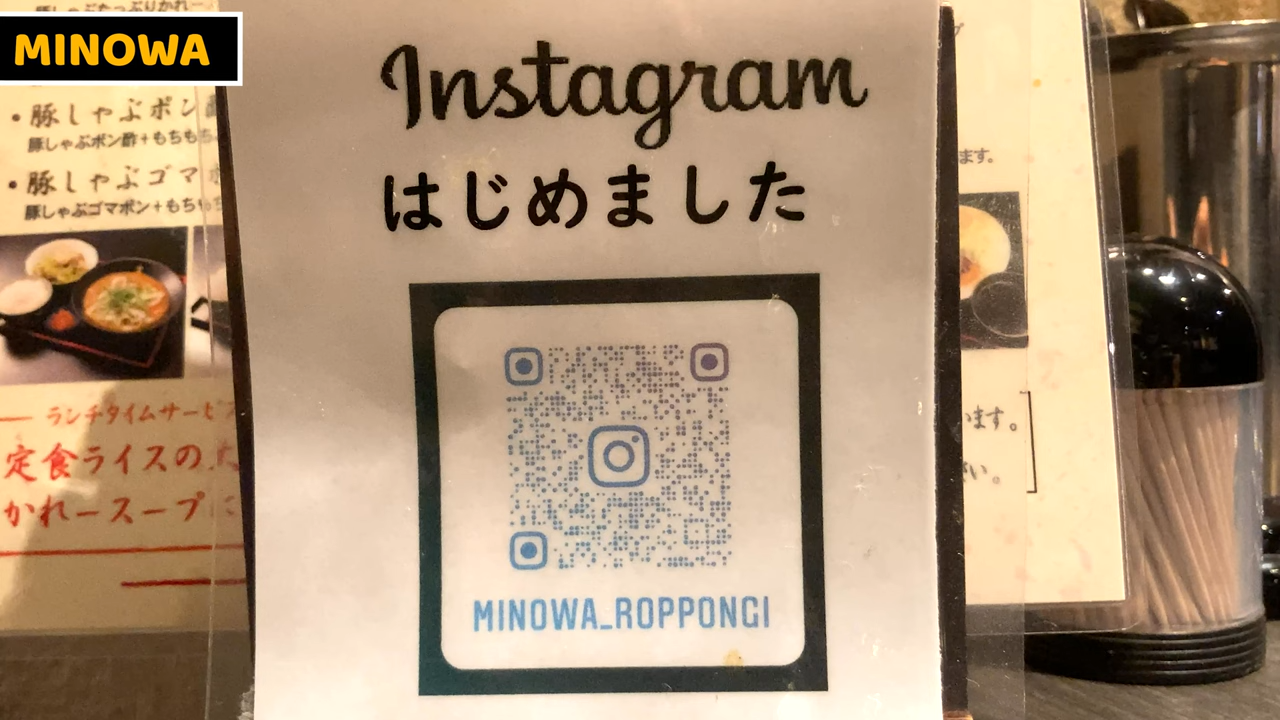 MINOWA
Instagram
はじめました
MINOWA_ROPPONGI
・豚しゃぶポン
豚しゃぶポン酢+もちも
・豚しゃぶゴマ
豚しゃぶゴマポン+もちも
ランチタイムサービ
定食ライスの
かれースープ
ます。
います。
い。